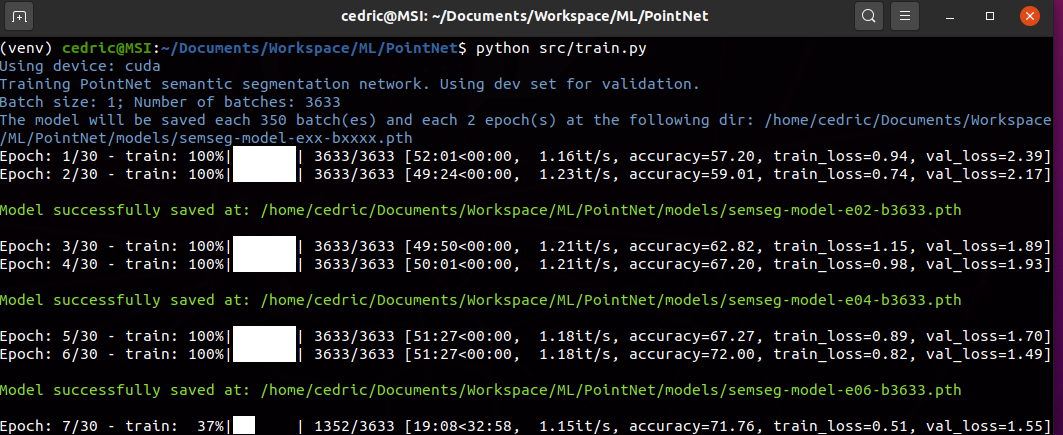 cedric@MSI: ~/Documents/Workspace/ML/PointNet
(venv) cedric@MSI:~/Documents/Workspace/ML/PointNet$ python src/train.py
Using device: cuda
Training PointNet semantic segmentation network. Using dev set for validation.
Batch size: 1; Number of batches: 3633
The model will be saved each 350 batch(es) and each 2 epoch(s) at the following dir: /home/cedric/Documents/Workspace
/ML/PointNet/models/semseg-model-exx-bxxxx.pth
Epoch: 1/30 - train: 100%|██████| 3633/3633 [52:01<00:00,  1.16it/s, accuracy=57.20, train_loss=0.94, val_loss=2.39]
Epoch: 2/30 - train: 100%|██████| 3633/3633 [49:24<00:00,  1.23it/s, accuracy=59.01, train_loss=0.74, val_loss=2.17]
Model successfully saved at: /home/cedric/Documents/Workspace/ML/PointNet/models/semseg-model-e02-b3633.pth
Epoch: 3/30 - train: 100%|██████| 3633/3633 [49:50<00:00,  1.21it/s, accuracy=62.82, train_loss=1.15, val_loss=1.89]
Epoch: 4/30 - train: 100%|██████| 3633/3633 [50:01<00:00,  1.21it/s, accuracy=67.20, train_loss=0.98, val_loss=1.93]
Model successfully saved at: /home/cedric/Documents/Workspace/ML/PointNet/models/semseg-model-e04-b3633.pth
Epoch: 5/30 - train: 100%|██████| 3633/3633 [51:27<00:00,  1.18it/s, accuracy=67.27, train_loss=0.89, val_loss=1.70]
Epoch: 6/30 - train: 100%|██████| 3633/3633 [51:27<00:00,  1.18it/s, accuracy=72.00, train_loss=0.82, val_loss=1.49]
Model successfully saved at: /home/cedric/Documents/Workspace/ML/PointNet/models/semseg-model-e06-b3633.pth
Epoch: 7/30 - train:  37%|██    | 1352/3633 [19:08<32:58,  1.15it/s, accuracy=71.76, train_loss=0.51, val_loss=1.55]